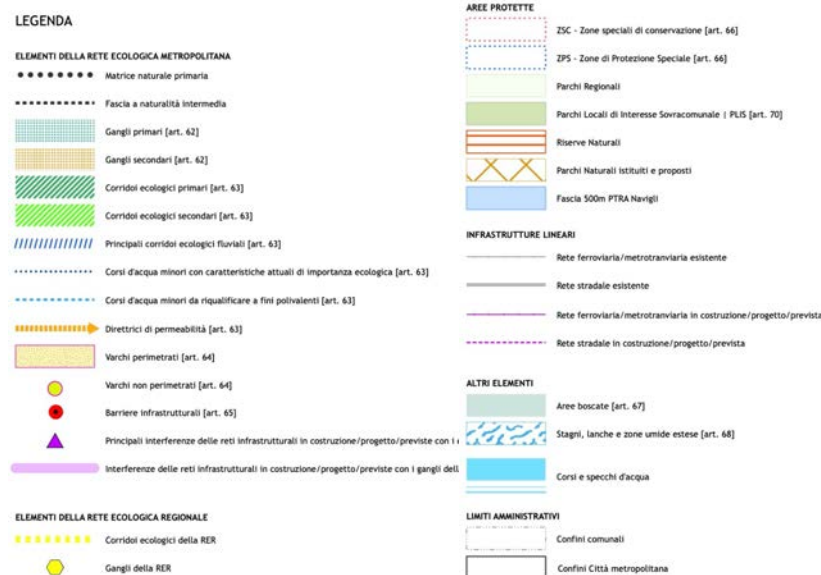 LEGENDA
ELEMENTI DELLA RETE ECOLOGICA METROPOLITANA
Matrice naturale primaria
Fascia a naturalità intermedia
Gangli primari [art. 62]
Gangli secondari [art. 62]
Corridoi ecologici primari [art. 63]
Corridoi ecologici secondari [art. 63]
Principali corridoi ecologici fluviali [art. 63]
Corsi d'acqua minori con caratteristiche attuali di importanza ecologica [art. 63]
Corsi d'acqua minori da riqualificare a fini polivalenti [art. 63]
Direttrici di permeabilità [art. 63]
Varchi perimetrati [art. 64]
Varchi non perimetrati [art. 64]
Barriere infrastrutturali [art. 65]
Principali interferenze delle reti infrastrutturali in costruzione/progetto/previste con i
Interferenze delle reti infrastrutturali in costruzione/progetto/previste con i gangli dell
ELEMENTI DELLA RETE ECOLOGICA REGIONALE
Corridoi ecologici della RER
Gangli della RER
AREE PROTETTE
ZSC - Zone speciali di conservazione [art. 66]
ZPS - Zone di Protezione Speciale [art. 66]
Parchi Regionali
Parchi Locali di Interesse Sovracomunale | PLIS [art. 70]
Riserve Naturali
Parchi Naturali istituiti e proposti
Fascia 500m PTRA Navigli
INFRASTRUTTURE LINEARI
Rete ferroviaria/metrotranviaria esistente
Rete stradale esistente
Rete ferroviaria/metrotranviaria in costruzione/progetto/prevista
Rete stradale in costruzione/progetto/prevista
ALTRI ELEMENTI
Aree boscate [art. 67]
Stagni, lanche e zone umide estese [art. 68]
Corsi e specchi d'acqua
LIMITI AMMINISTRATIVI
Confini comunali
Confini Città metropolitana